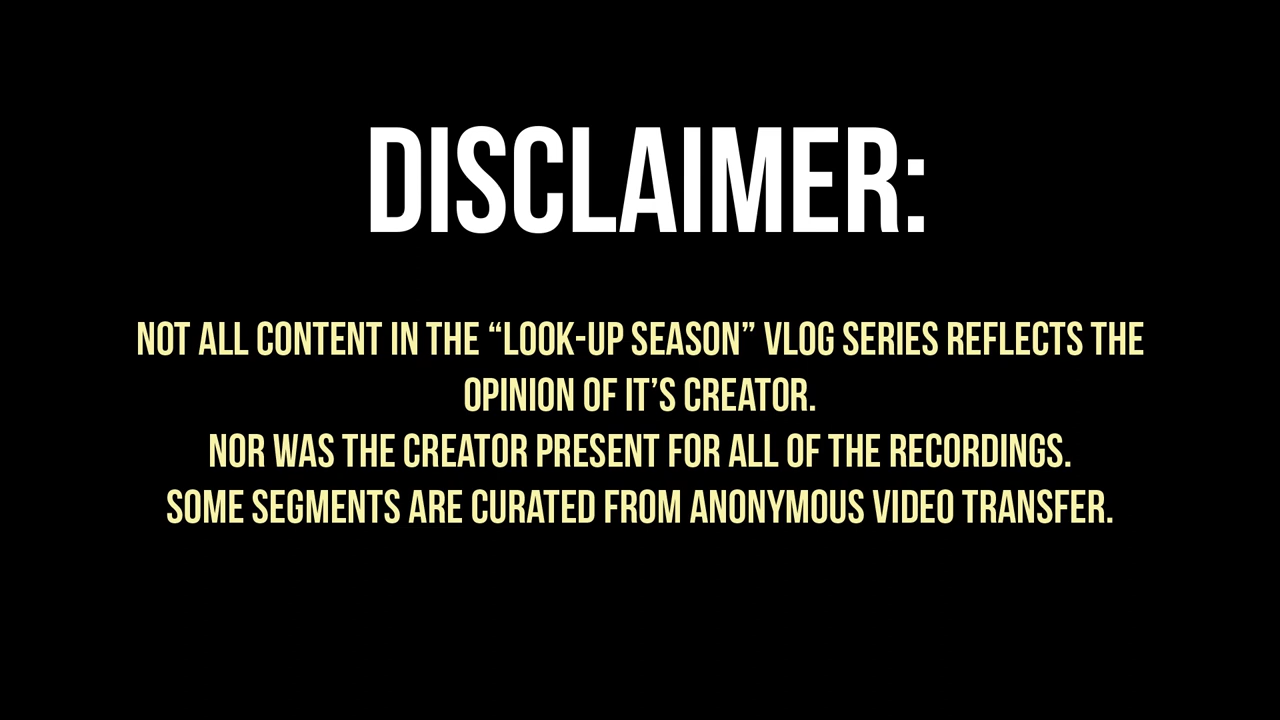 DISCLAIMER:
NOT ALL CONTENT IN THE “LOOK-UP SEASON” VLOG SERIES REFLECTS THE
OPINION OF IT’S CREATOR.
NOR WAS THE CREATOR PRESENT FOR ALL OF THE RECORDINGS.
SOME SEGMENTS ARE CURATED FROM ANONYMOUS VIDEO TRANSFER.